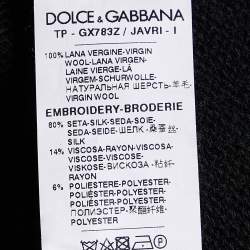 DOLCE & GABBANA
TP - GX783Z / JAVRI - I
100% LANA VERGINE-VIRGIN
WOOL-LANA VIRGEN-
LAINE VIERGE-LÃ
VIRGEM-SCHURWOLLE-
НАТУРАЛЬНАЯ ШЕРСТЬ-羊毛-
VIRGIN WOOL
EMBROIDERY-BRODERIE
80% SETA-SILK-SEDA-SOIE-
SEDA-SEIDE-ШЕЛК-桑蚕丝-
SILK
14% VISCOSA-RAYON-VISCOSA-
VISCOSE-VISCOSE-
VISKOSE-ВИСКОЗА-粘纤-
RAYON
6% POLIESTERE-POLYESTER-
POLYESTER-POLYESTER-
POLIÉSTER-POLYESTER-
ПОЛИЭСТЕР-聚酯纤维-
POLYESTER